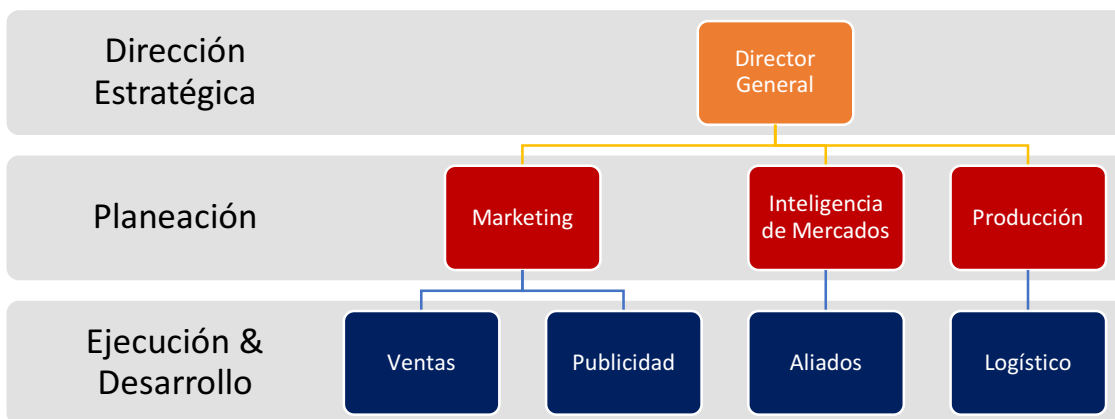 Dirección
Estratégica
Director
General
Planeación
Marketing
Inteligencia
de Mercados
Producción
Ejecución &
Desarrollo
Ventas
Publicidad
Aliados
Logístico